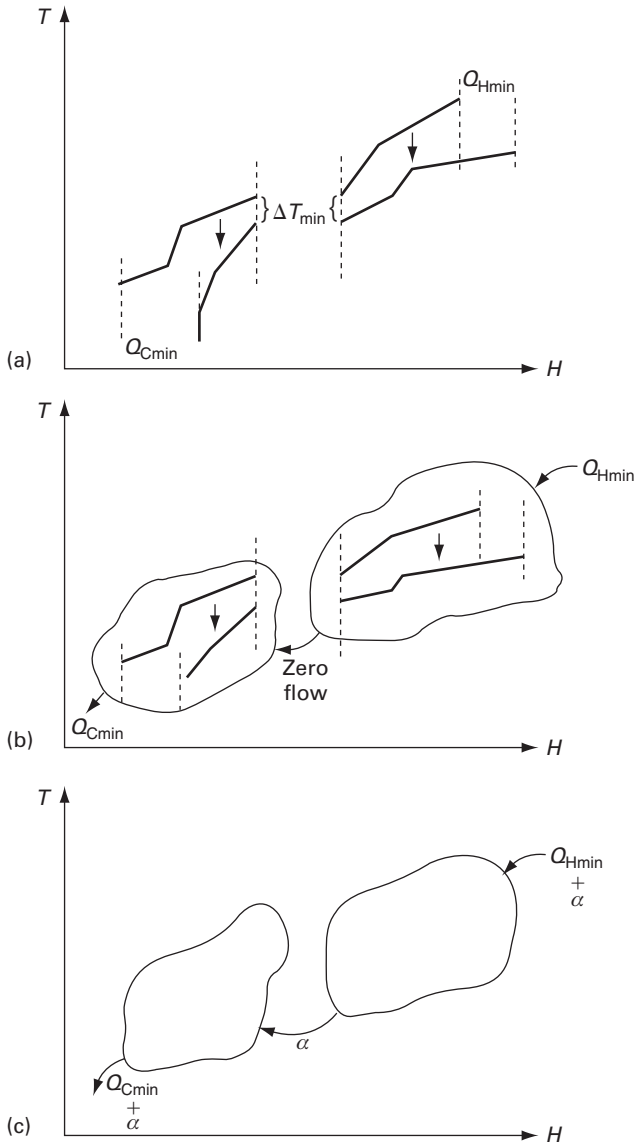 T
Q_Hmin
} ΔT_min {
Q_Cmin
(a)
H
T
Q_Hmin
Zero
flow
Q_Cmin
(b)
H
T
Q_Hmin
+
α
α
Q_Cmin
+
α
(c)
H